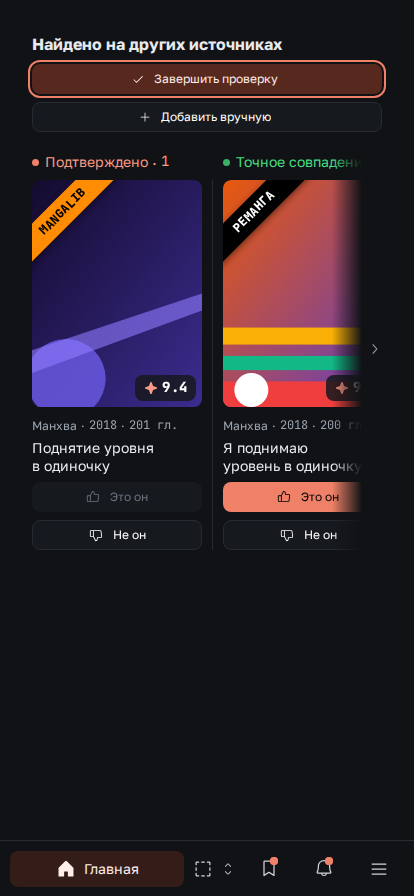 Найдено на других источниках
Завершить проверку
Добавить вручную
Подтверждено · 1
Точное совпадени
MANGALIB
РЕМАНГА
9.4
9
Манхва · 2018 · 201 гл.
Манхва · 2018 · 200 гл
Поднятие уровня
в одиночку
Я поднимаю
уровень в одиночку
Это он
Это он
Не он
Не он
Главная